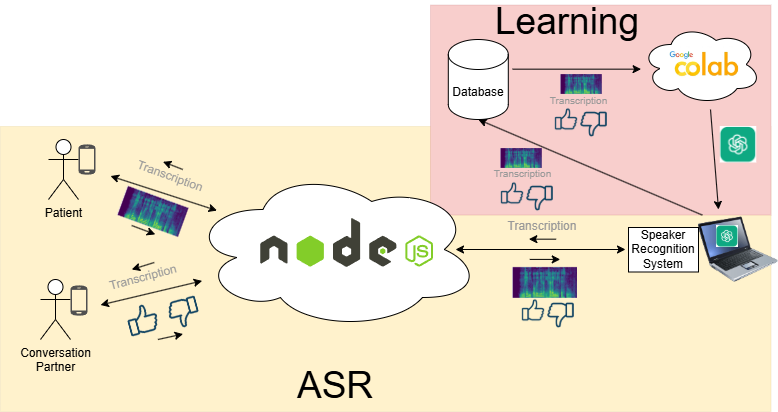 Learning
Google
colab
Database
Transcription
Transcription
Transcription
Patient
node
JS
Transcription
Speaker
Recognition
System
Transcription
Conversation
Partner
ASR